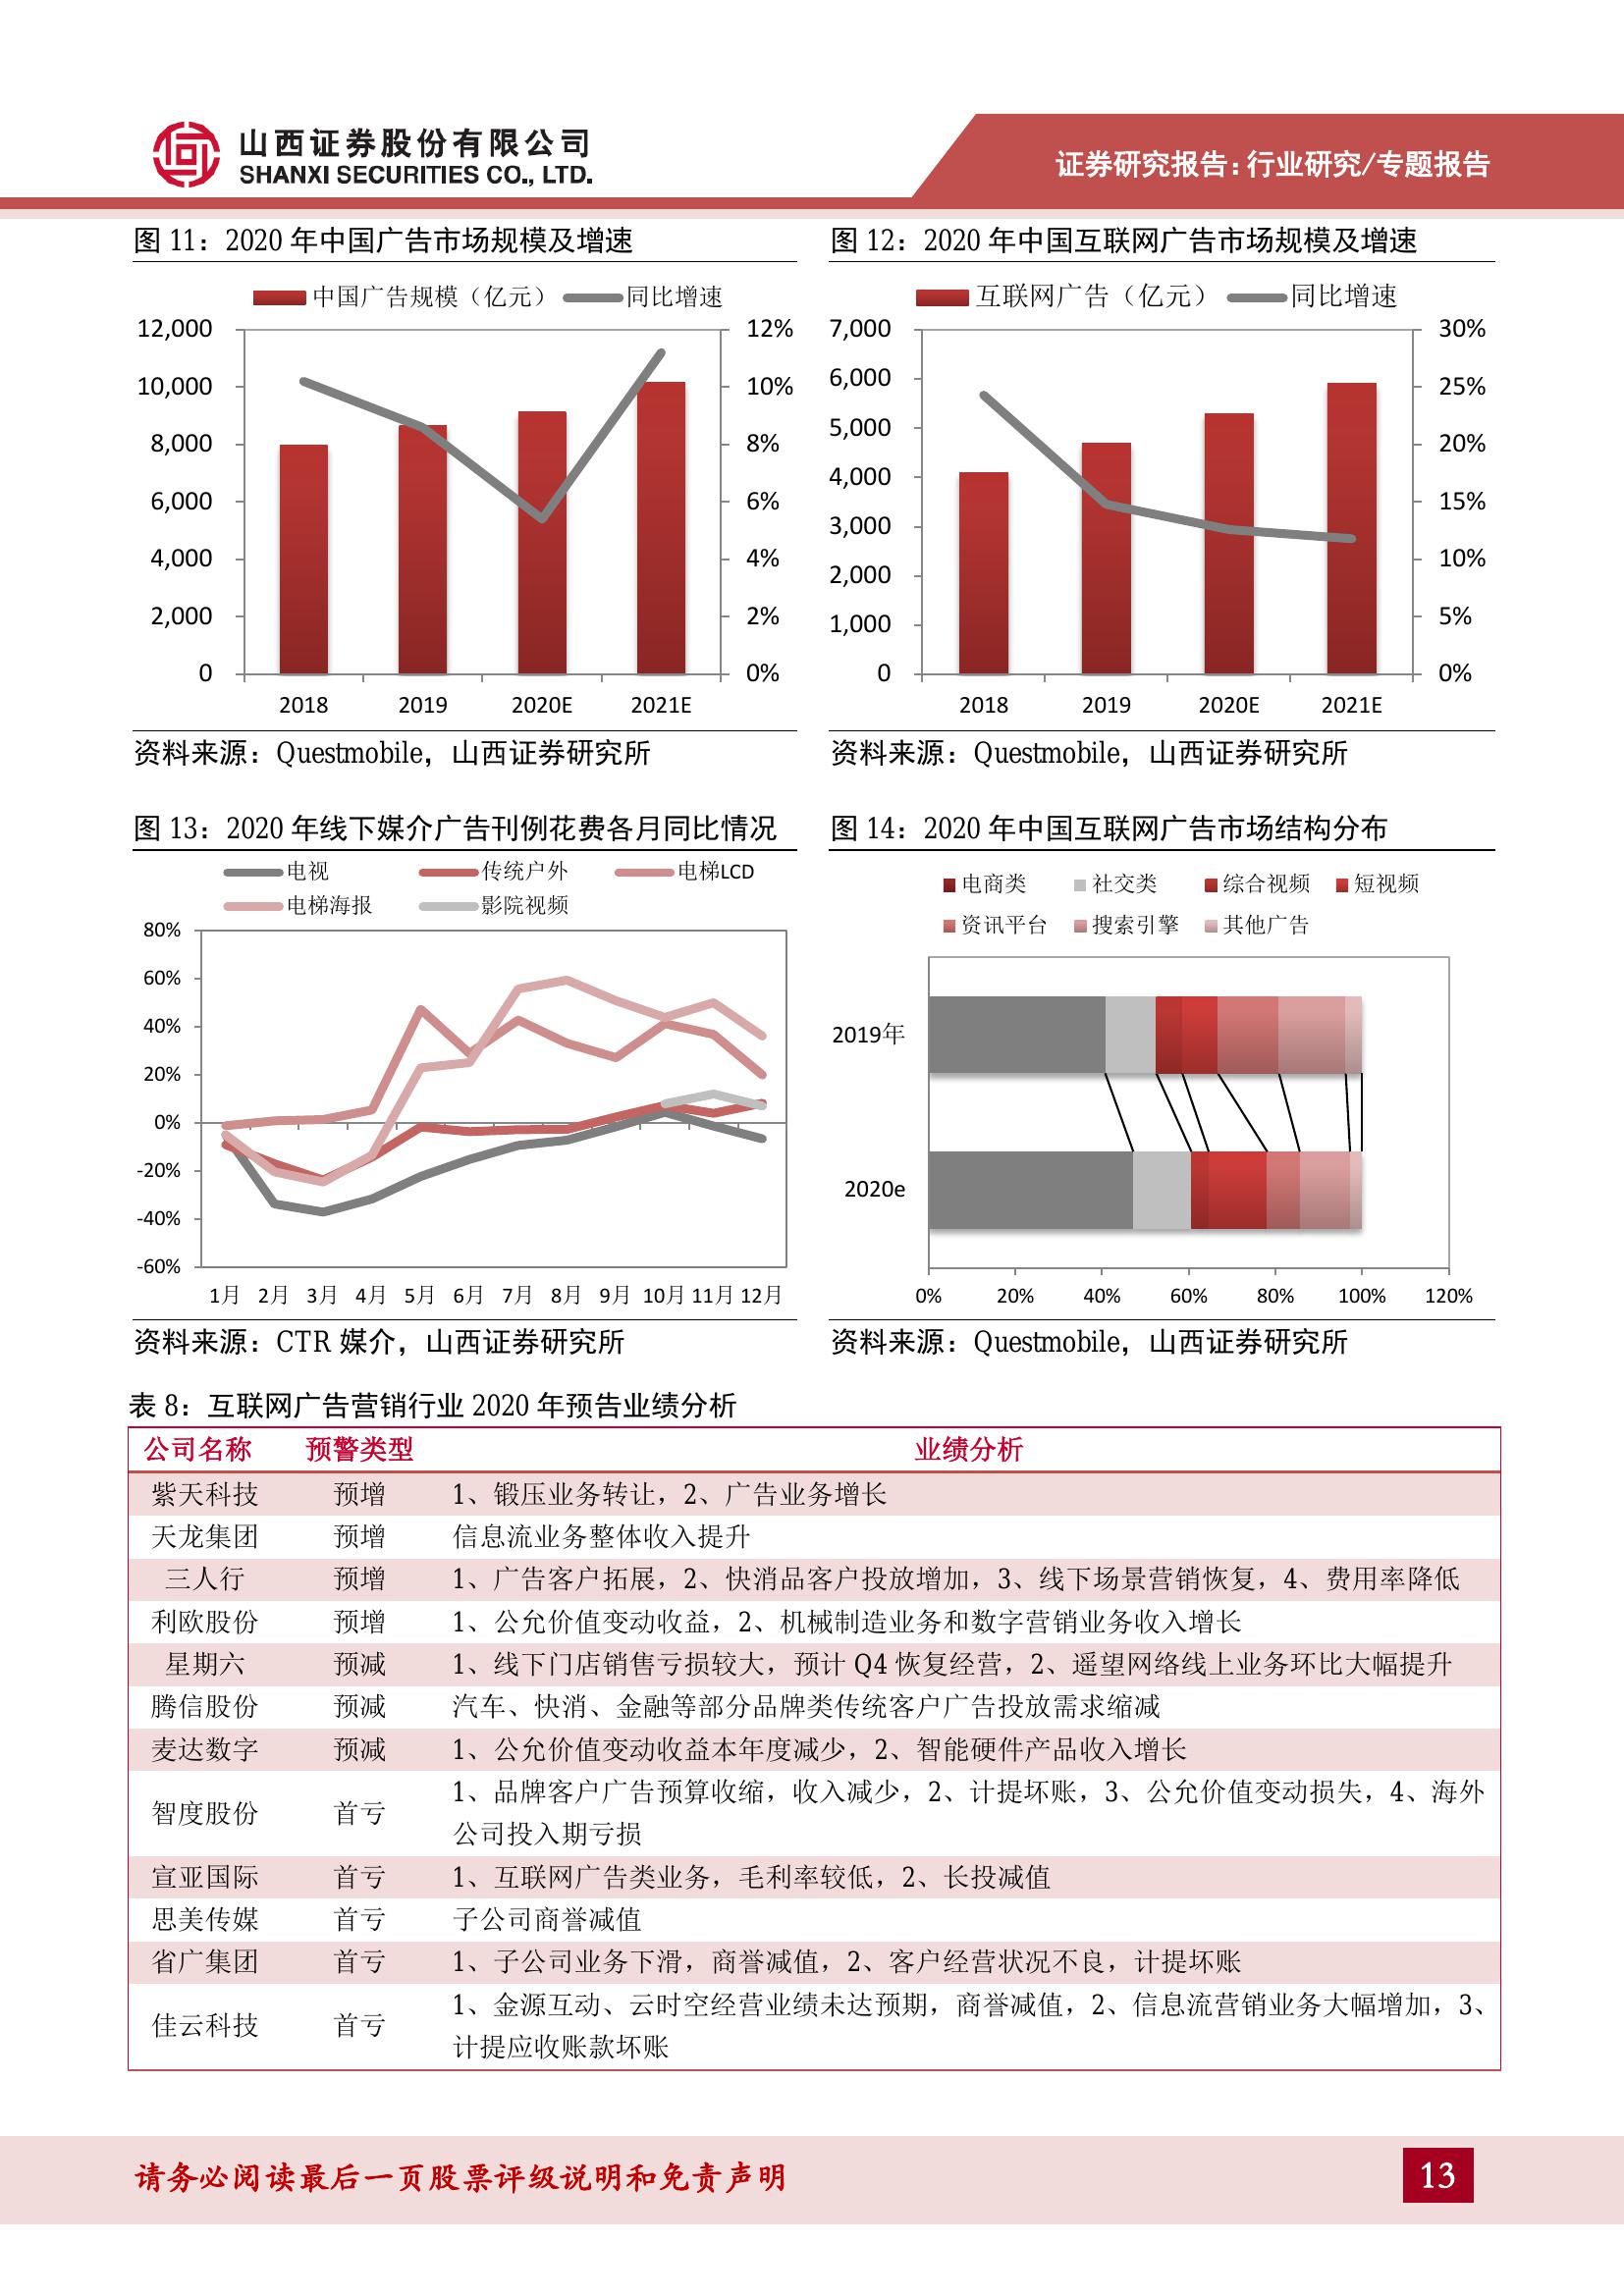 山西证券股份有限公司
SHANXI SECURITIES CO., LTD.
证券研究报告:行业研究/专题报告
图 11：2020 年中国广告市场规模及增速
中国广告规模（亿元） 同比增速
12,000
10,000
8,000
6,000
4,000
2,000
0
12%
10%
8%
6%
4%
2%
0%
2018 2019 2020E 2021E
资料来源：Questmobile，山西证券研究所
图 12：2020 年中国互联网广告市场规模及增速
互联网广告（亿元） 同比增速
7,000
6,000
5,000
4,000
3,000
2,000
1,000
0
30%
25%
20%
15%
10%
5%
0%
2018 2019 2020E 2021E
资料来源：Questmobile，山西证券研究所
图 13：2020 年线下媒介广告刊例花费各月同比情况
电视 传统户外 电梯LCD
电梯海报 影院视频
80%
60%
40%
20%
0%
-20%
-40%
-60%
1月 2月 3月 4月 5月 6月 7月 8月 9月 10月 11月 12月
资料来源：CTR 媒介，山西证券研究所
图 14：2020 年中国互联网广告市场结构分布
电商类 社交类 综合视频 短视频
资讯平台 搜索引擎 其他广告
2019年
2020e
0% 20% 40% 60% 80% 100% 120%
资料来源：Questmobile，山西证券研究所
表 8：互联网广告营销行业 2020 年预告业绩分析
公司名称 预警类型 业绩分析
紫天科技 预增 1、锻压业务转让，2、广告业务增长
天龙集团 预增 信息流业务整体收入提升
三人行 预增 1、广告客户拓展，2、快消品客户投放增加，3、线下场景营销恢复，4、费用率降低
利欧股份 预增 1、公允价值变动收益，2、机械制造业务和数字营销业务收入增长
星期六 预减 1、线下门店销售亏损较大，预计 Q4 恢复经营，2、遥望网络线上业务环比大幅提升
腾信股份 预减 汽车、快消、金融等部分品牌类传统客户广告投放需求缩减
麦达数字 预减 1、公允价值变动收益本年度减少，2、智能硬件产品收入增长
智度股份 首亏 1、品牌客户广告预算收缩，收入减少，2、计提坏账，3、公允价值变动损失，4、海外
公司投入期亏损
宣亚国际 首亏 1、互联网广告类业务，毛利率较低，2、长投减值
思美传媒 首亏 子公司商誉减值
省广集团 首亏 1、子公司业务下滑，商誉减值，2、客户经营状况不良，计提坏账
佳云科技 首亏 1、金源互动、云时空经营业绩未达预期，商誉减值，2、信息流营销业务大幅增加，3、
计提应收账款坏账
请务必阅读最后一页股票评级说明和免责声明
13